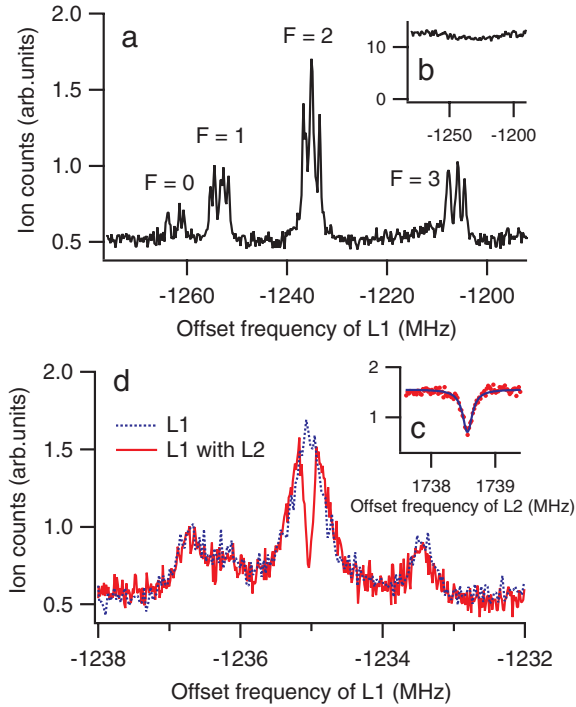 a
b
F = 0
F = 1
F = 2
F = 3
2.0
1.5
1.0
0.5
Ion counts (arb.units)
-1260
-1240
-1220
-1200
Offset frequency of L1 (MHz)
10
0
-1250
-1200
d
L1
L1 with L2
2.0
1.5
1.0
0.5
Ion counts (arb.units)
-1238
-1236
-1234
-1232
Offset frequency of L1 (MHz)
c
2
1
1738
1739
Offset frequency of L2 (MHz)